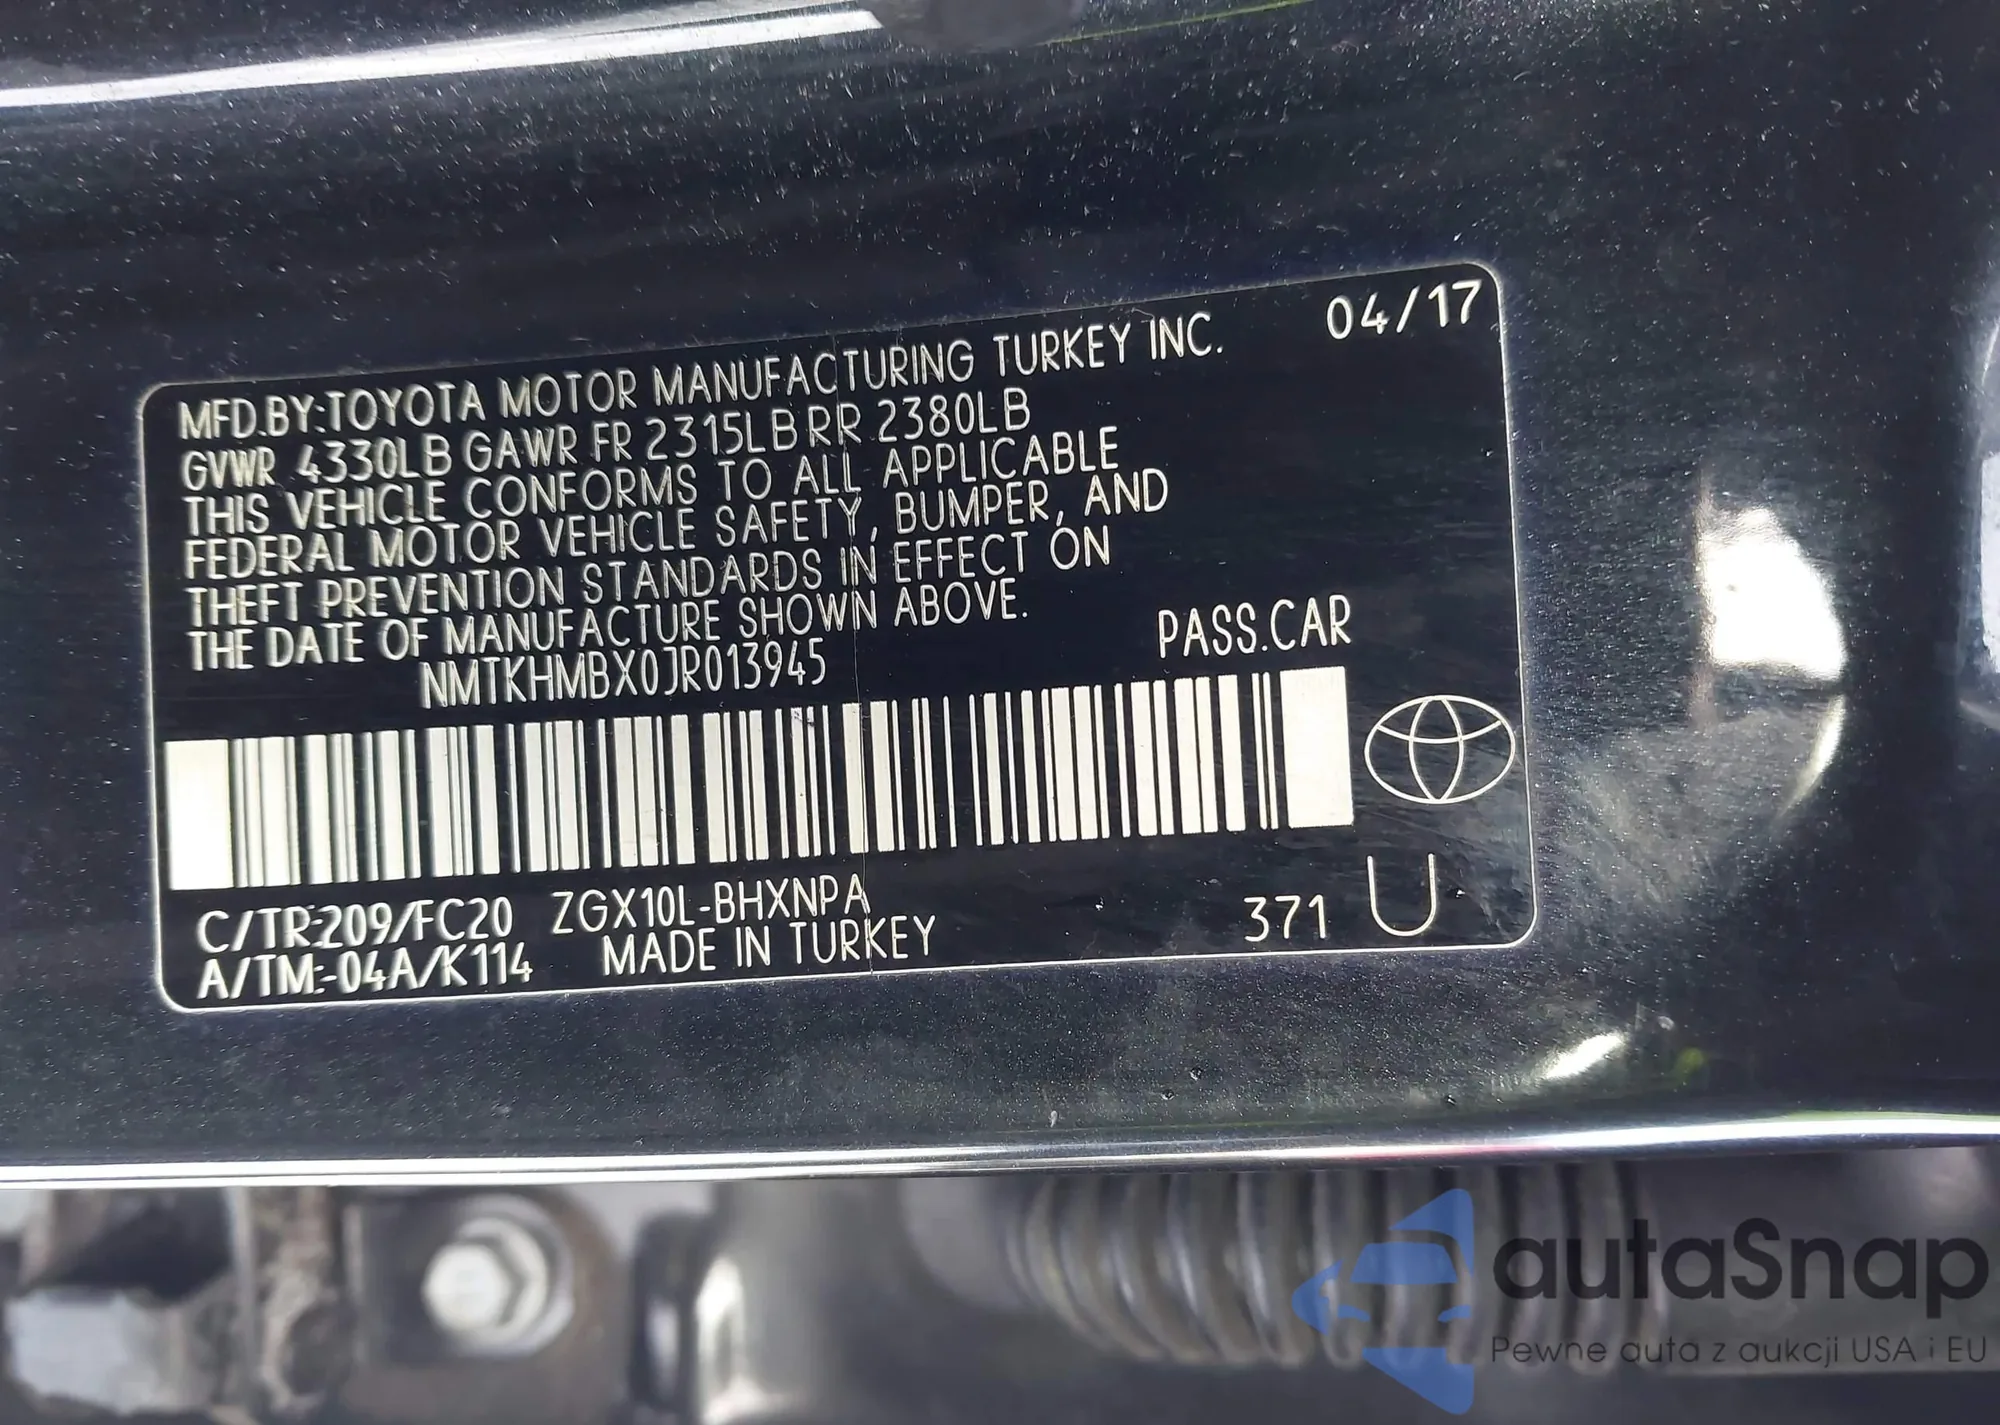 04/17
MFD.BY:TOYOTA MOTOR MANUFACTURING TURKEY INC.
GVWR 4330LB GAWR FR 2315LB RR 2380LB
THIS VEHICLE CONFORMS TO ALL APPLICABLE
FEDERAL MOTOR VEHICLE SAFETY, BUMPER, AND
THEFT PREVENTION STANDARDS IN EFFECT ON
THE DATE OF MANUFACTURE SHOWN ABOVE.
NMTKHMBX0JR013945
PASS.CAR
C/TR:209/FC20 ZGX10L-BHXNPA
A/TM:-04A/K114 MADE IN TURKEY
371 U
autaSnap
Pewne auta z aukcji USA i EU